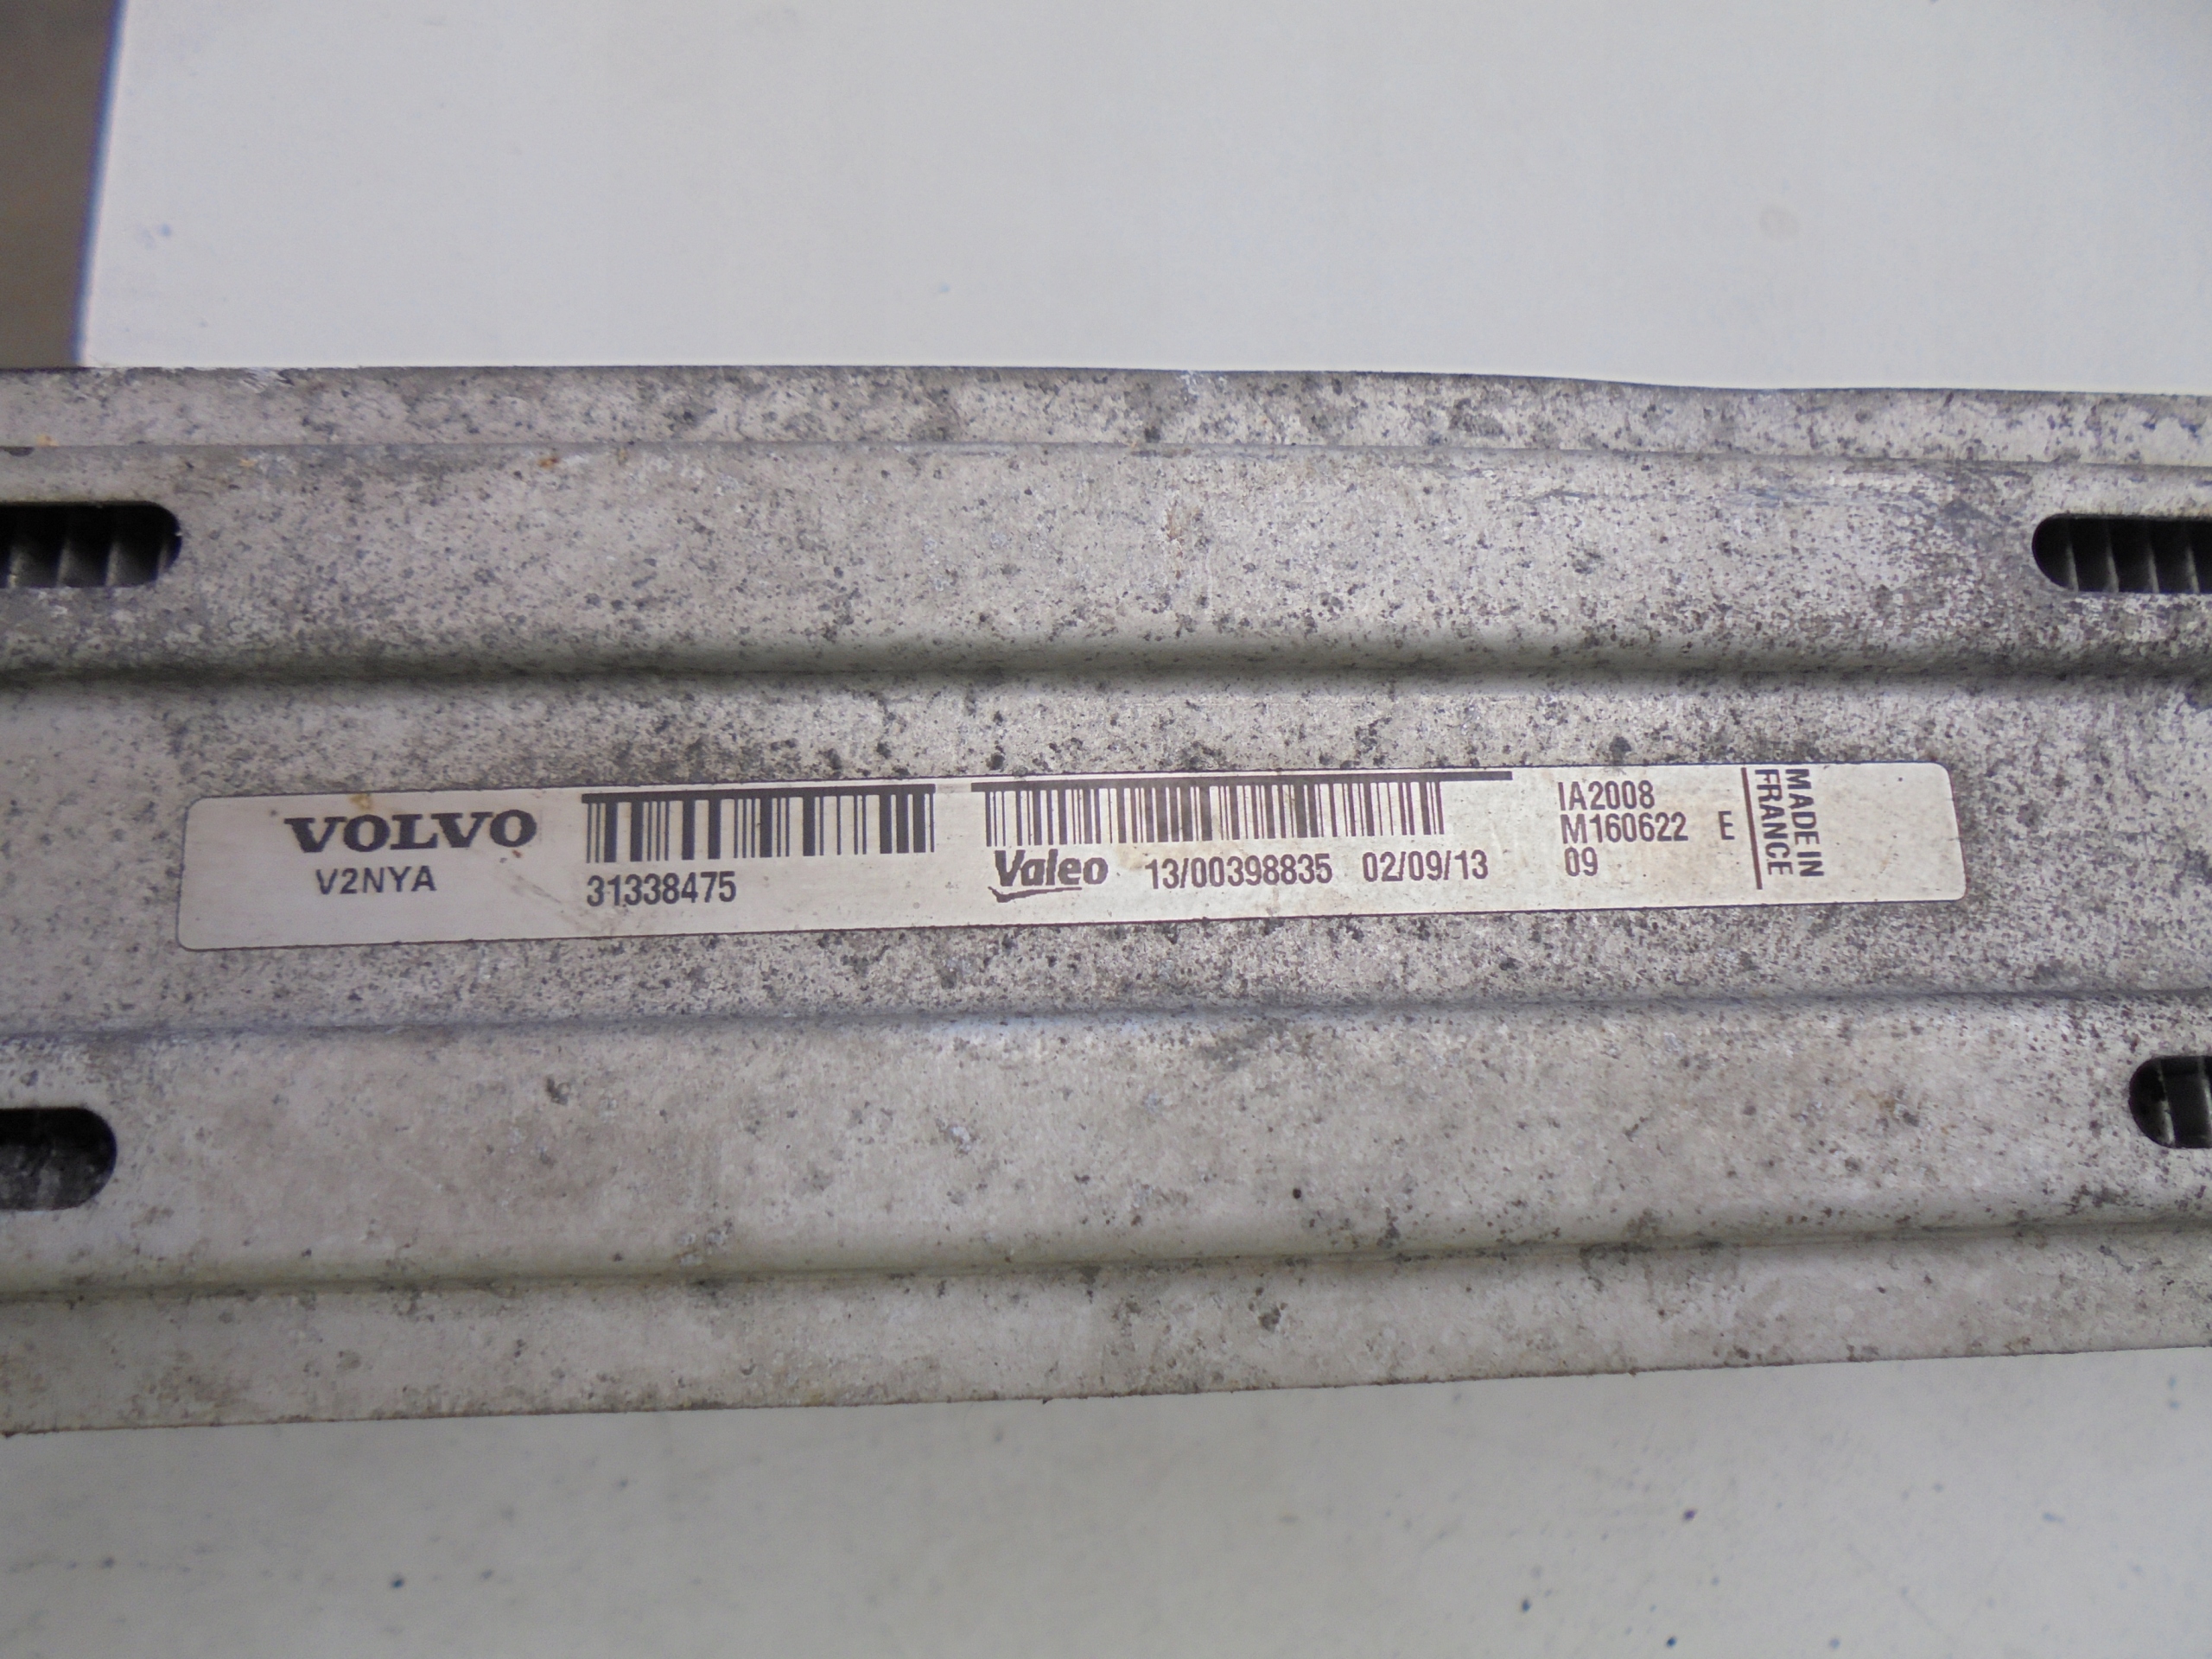 VOLVO
V2NYA
31338475
Valeo 13/00398835 02/09/13
IA2008
M160622 E
09
MADE IN
FRANCE